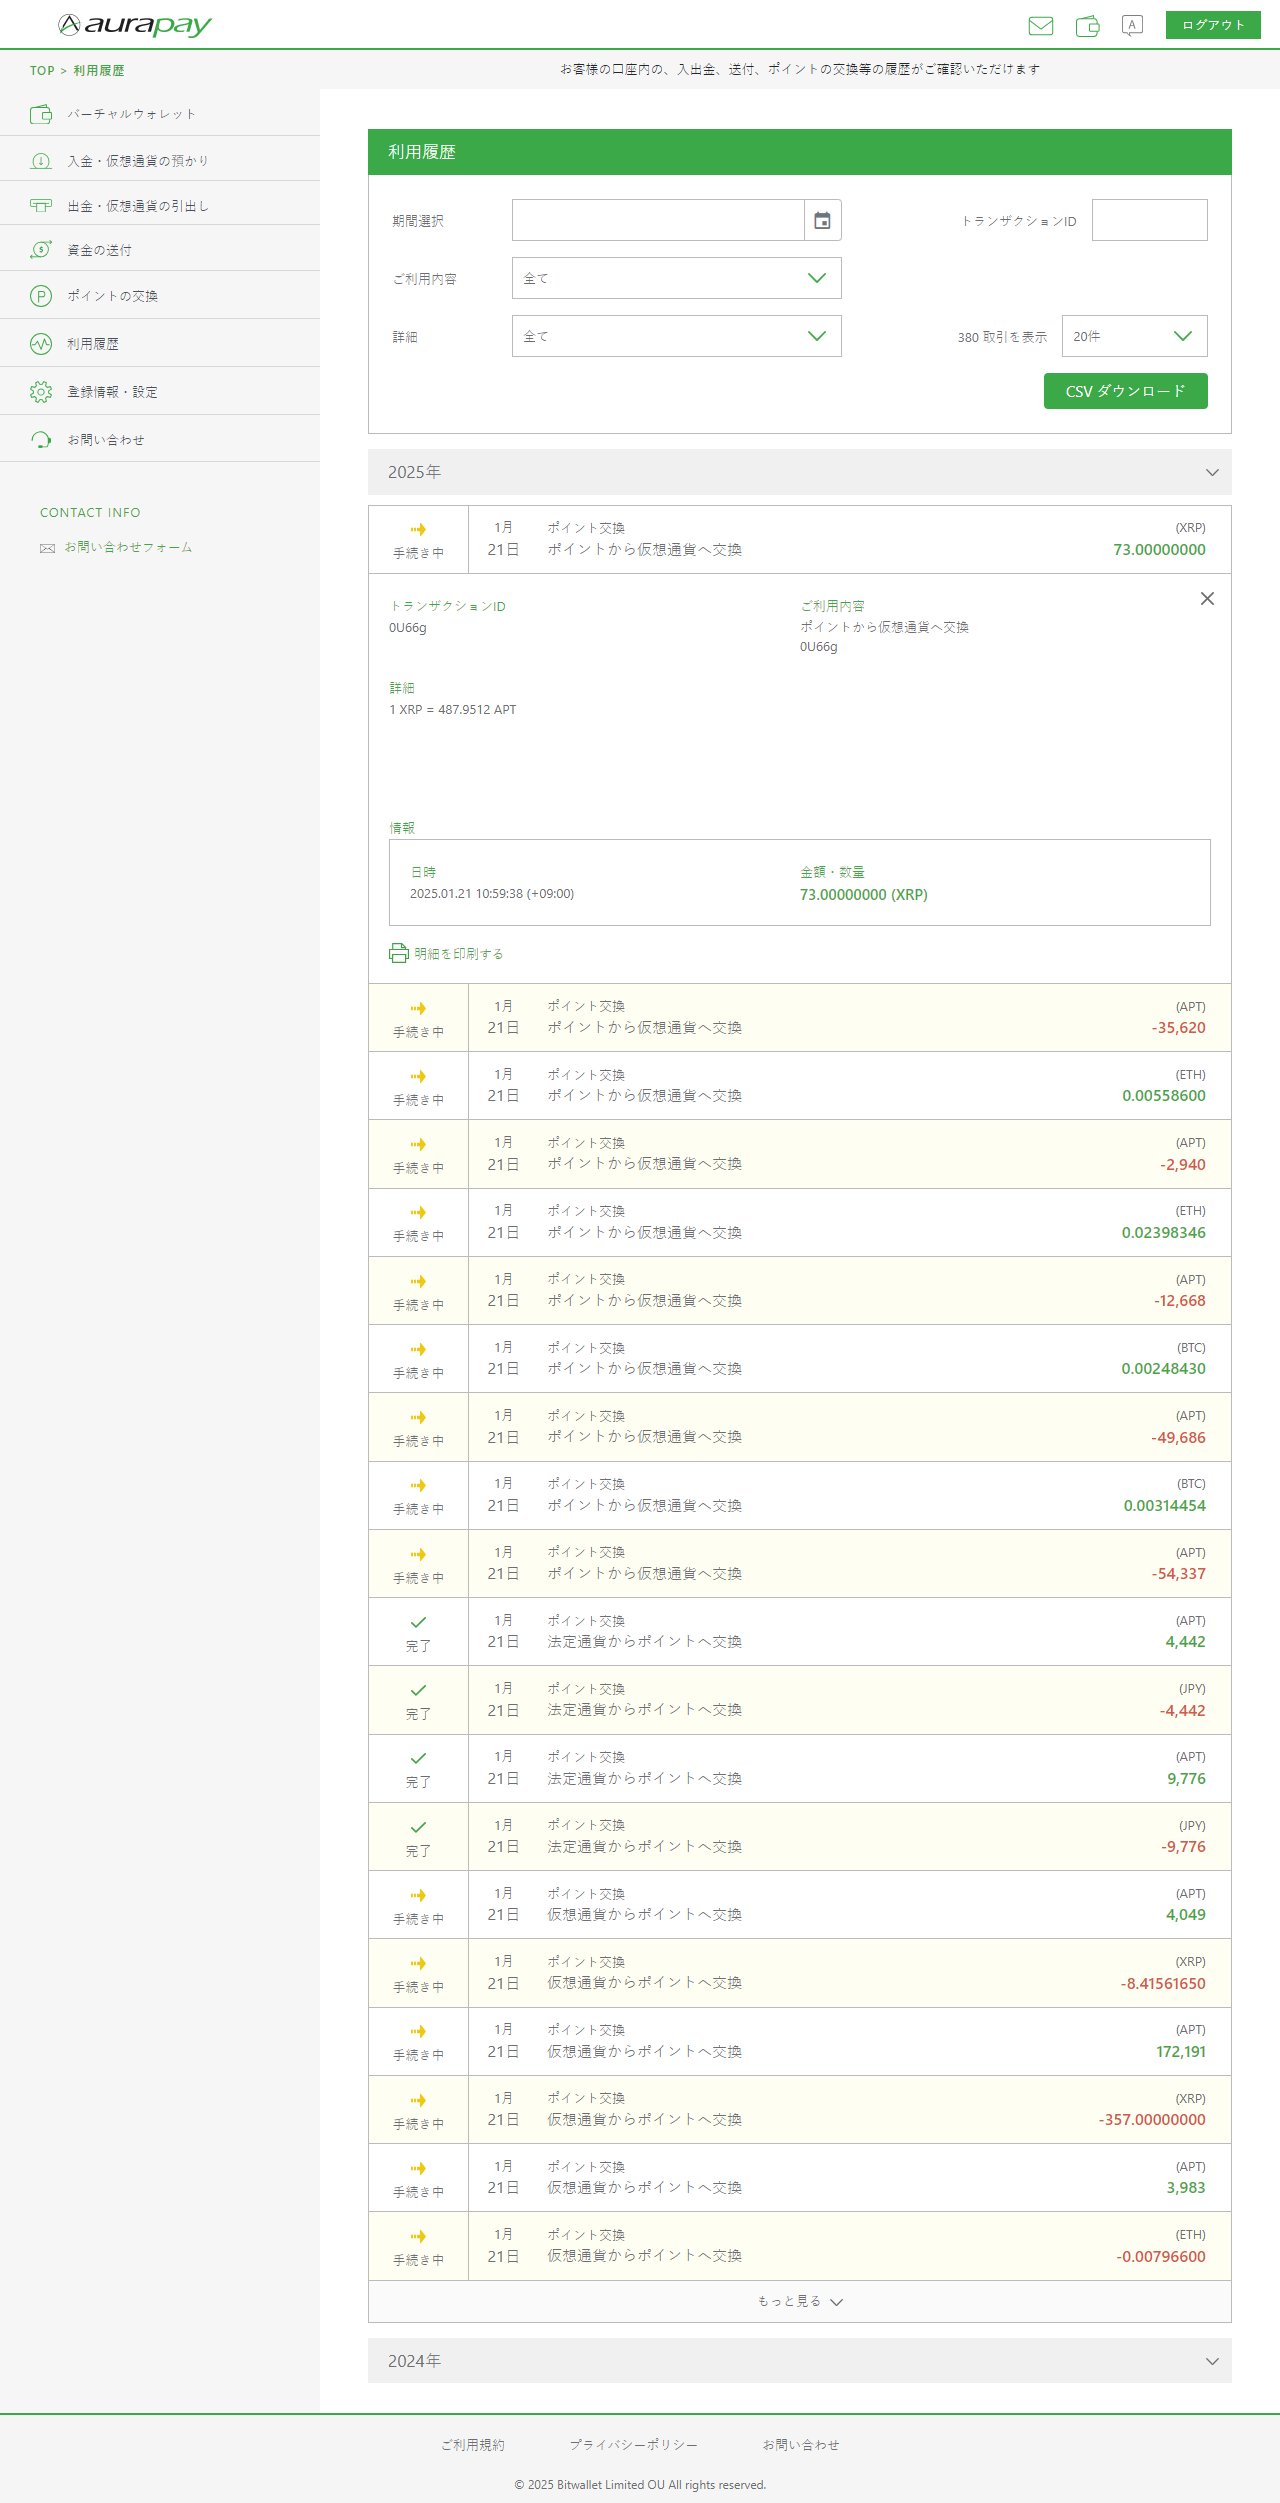 aurapay
A
ログアウト
TOP > 利用履歴
お客様の口座内の、入出金、送付、ポイントの交換等の履歴がご確認いただけます
バーチャルウォレット
入金・仮想通貨の預かり
出金・仮想通貨の引出し
資金の送付
ポイントの交換
利用履歴
登録情報・設定
お問い合わせ
CONTACT INFO
お問い合わせフォーム
利用履歴
期間選択
トランザクションID
ご利用内容
全て
詳細
全て
380 取引を表示
20件
CSV ダウンロード
2025年
手続き中
1月
21日
ポイント交換
ポイントから仮想通貨へ交換
(XRP)
73.00000000
トランザクションID
0U66g
ご利用内容
ポイントから仮想通貨へ交換
0U66g
詳細
1 XRP = 487.9512 APT
情報
日時
2025.01.21 10:59:38 (+09:00)
金額・数量
73.00000000 (XRP)
明細を印刷する
手続き中
1月
21日
ポイント交換
ポイントから仮想通貨へ交換
(APT)
-35,620
手続き中
1月
21日
ポイント交換
ポイントから仮想通貨へ交換
(ETH)
0.00558600
手続き中
1月
21日
ポイント交換
ポイントから仮想通貨へ交換
(APT)
-2,940
手続き中
1月
21日
ポイント交換
ポイントから仮想通貨へ交換
(ETH)
0.02398346
手続き中
1月
21日
ポイント交換
ポイントから仮想通貨へ交換
(APT)
-12,668
手続き中
1月
21日
ポイント交換
ポイントから仮想通貨へ交換
(BTC)
0.00248430
手続き中
1月
21日
ポイント交換
ポイントから仮想通貨へ交換
(APT)
-49,686
手続き中
1月
21日
ポイント交換
ポイントから仮想通貨へ交換
(BTC)
0.00314454
手続き中
1月
21日
ポイント交換
ポイントから仮想通貨へ交換
(APT)
-54,337
完了
1月
21日
ポイント交換
法定通貨からポイントへ交換
(APT)
4,442
完了
1月
21日
ポイント交換
法定通貨からポイントへ交換
(JPY)
-4,442
完了
1月
21日
ポイント交換
法定通貨からポイントへ交換
(APT)
9,776
完了
1月
21日
ポイント交換
法定通貨からポイントへ交換
(JPY)
-9,776
手続き中
1月
21日
ポイント交換
仮想通貨からポイントへ交換
(APT)
4,049
手続き中
1月
21日
ポイント交換
仮想通貨からポイントへ交換
(XRP)
-8.41561650
手続き中
1月
21日
ポイント交換
仮想通貨からポイントへ交換
(APT)
172,191
手続き中
1月
21日
ポイント交換
仮想通貨からポイントへ交換
(XRP)
-357.00000000
手続き中
1月
21日
ポイント交換
仮想通貨からポイントへ交換
(APT)
3,983
手続き中
1月
21日
ポイント交換
仮想通貨からポイントへ交換
(ETH)
-0.00796600
もっと見る
2024年
ご利用規約
プライバシーポリシー
お問い合わせ
© 2025 Bitwallet Limited OU All rights reserved.